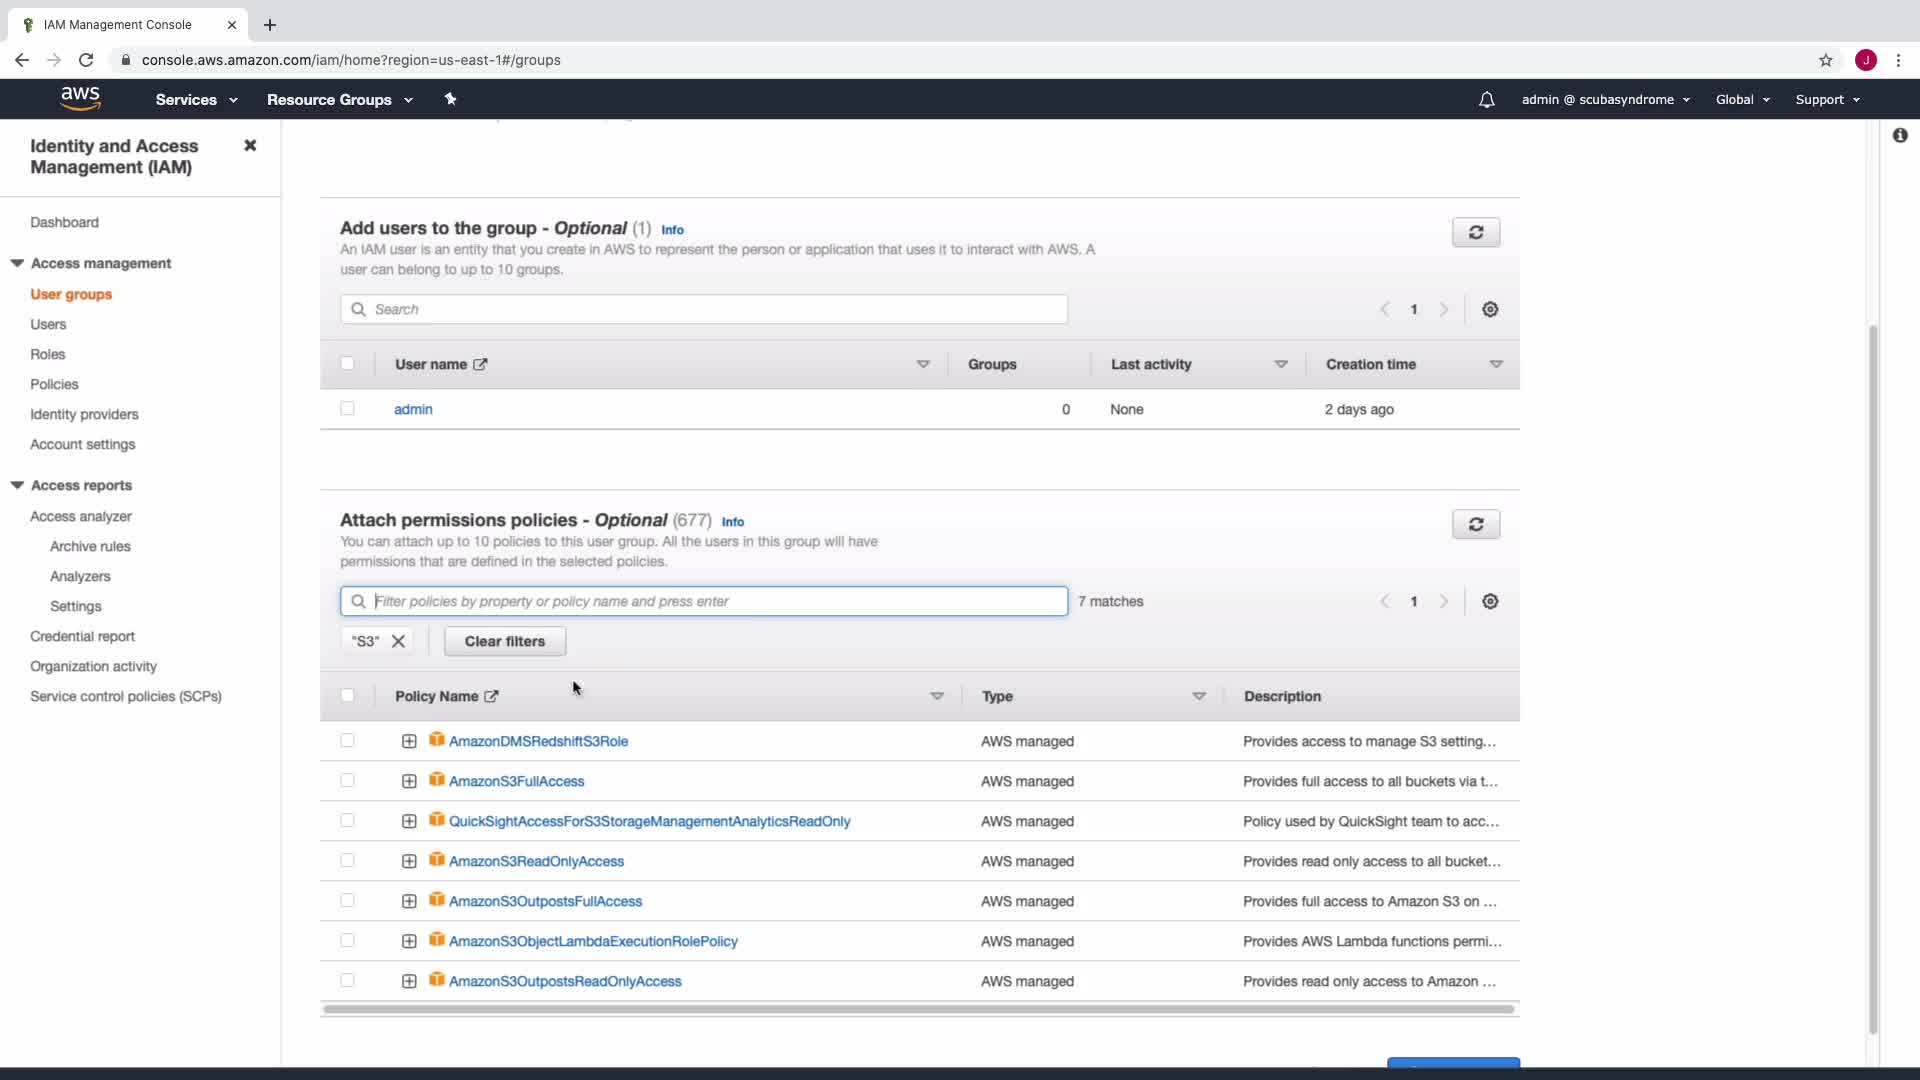 IAM Management Console
console.aws.amazon.com/iam/home?region=us-east-1#/groups
J
aws
Services
Resource Groups
admin @ scubasyndrome
Global
Support
Identity and Access
Management (IAM)
Dashboard
Access management
User groups
Users
Roles
Policies
Identity providers
Account settings
Access reports
Access analyzer
Archive rules
Analyzers
Settings
Credential report
Organization activity
Service control policies (SCPs)
Add users to the group - Optional (1) Info
An IAM user is an entity that you create in AWS to represent the person or application that uses it to interact with AWS. A
user can belong to up to 10 groups.
Search
1
User name Groups Last activity Creation time
admin 0 None 2 days ago
Attach permissions policies - Optional (677) Info
You can attach up to 10 policies to this user group. All the users in this group will have
permissions that are defined in the selected policies.
Filter policies by property or policy name and press enter
7 matches
1
"S3"
Clear filters
Policy Name Type Description
AmazonDMSRedshiftS3Role AWS managed Provides access to manage S3 setting...
AmazonS3FullAccess AWS managed Provides full access to all buckets via t...
QuickSightAccessForS3StorageManagementAnalyticsReadOnly AWS managed Policy used by QuickSight team to acc...
AmazonS3ReadOnlyAccess AWS managed Provides read only access to all bucket...
AmazonS3OutpostsFullAccess AWS managed Provides full access to Amazon S3 on ...
AmazonS3ObjectLambdaExecutionRolePolicy AWS managed Provides AWS Lambda functions permi...
AmazonS3OutpostsReadOnlyAccess AWS managed Provides read only access to Amazon ...